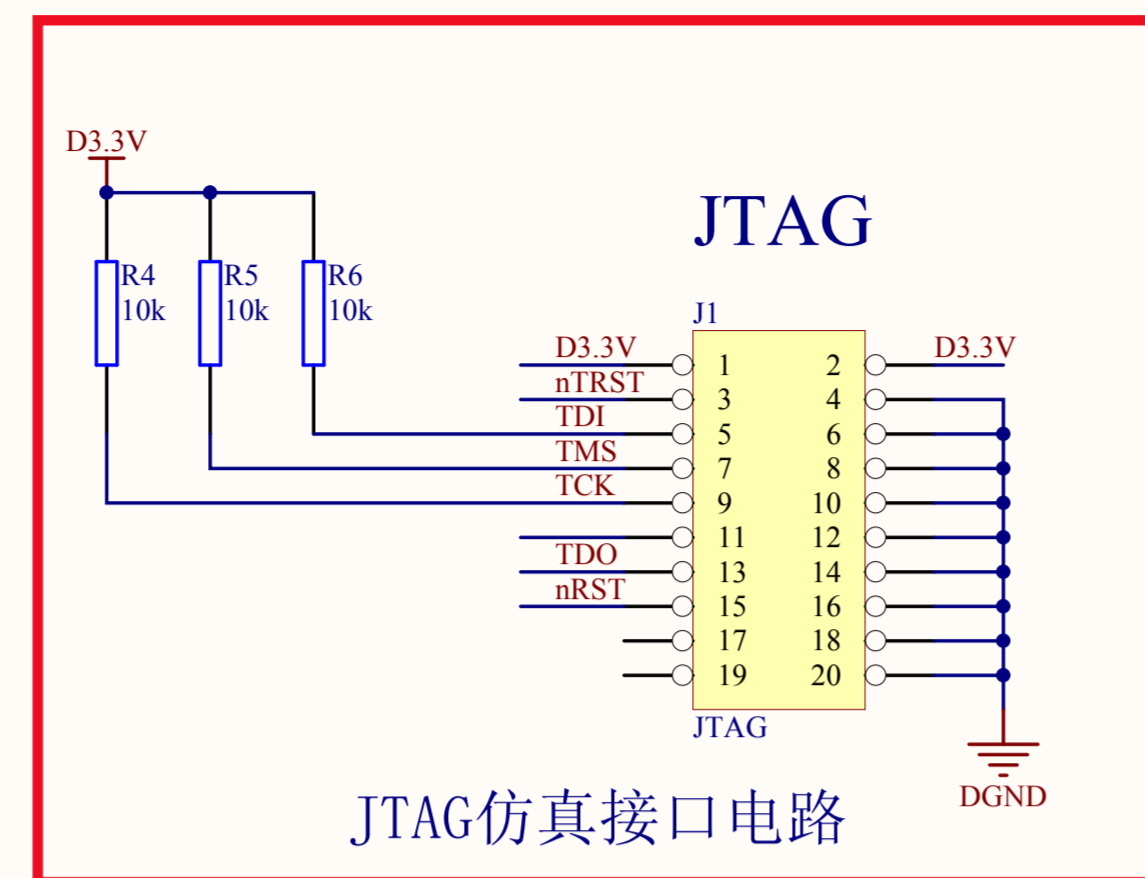 D3.3V
JTAG
R4
10k
R5
10k
R6
10k
J1
D3.3V 1 2 D3.3V
nTRST 3 4
TDI 5 6
TMS 7 8
TCK 9 10
11 12
TDO 13 14
nRST 15 16
17 18
19 20
JTAG
DGND
JTAG仿真接口电路